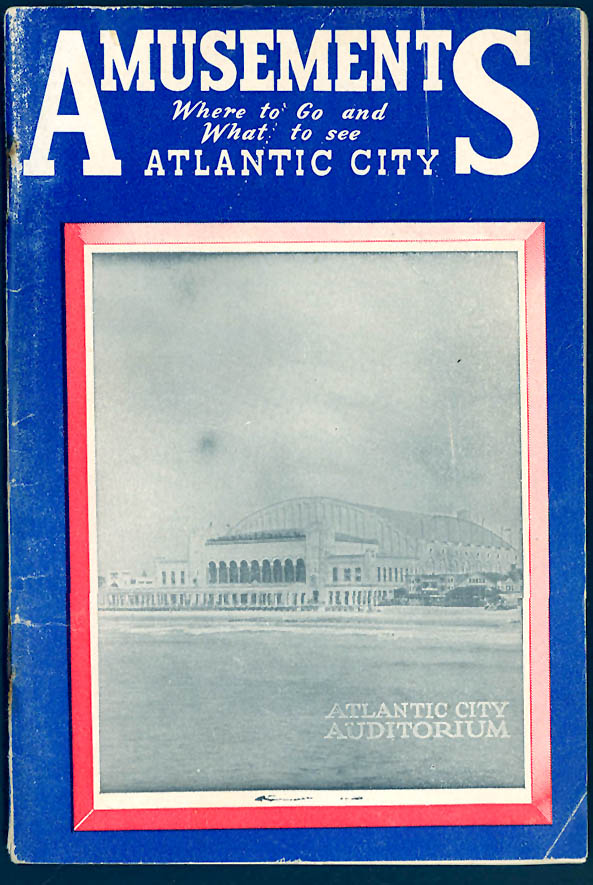 AMUSEMENTS
Where to Go and
What to see
ATLANTIC CITY
ATLANTIC CITY
AUDITORIUM